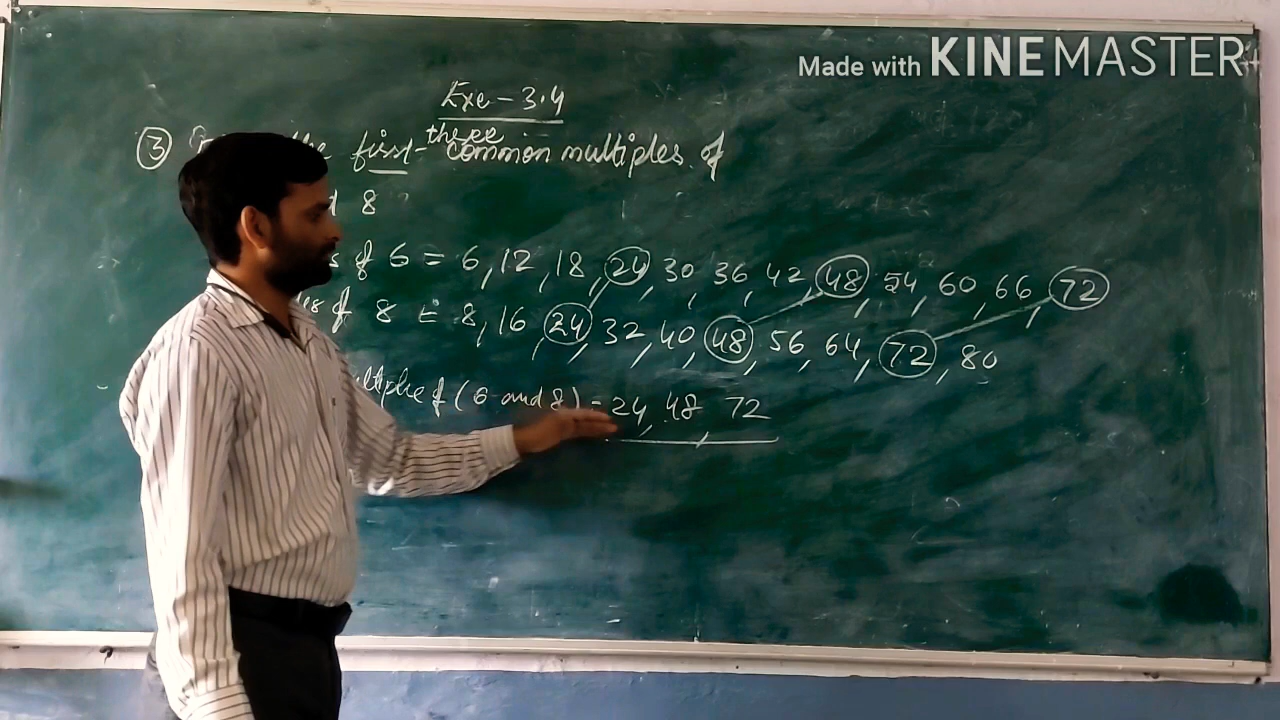 Made with KINEMASTER
Exe - 3.4
③ the first three common multiples of
8
of 6 = 6, 12, 18, 24, 30, 36, 42, 48, 54, 60, 66, 72
of 8 = 8, 16, 24, 32, 40, 48, 56, 64, 72, 80
(6 and 8) = 24, 48, 72